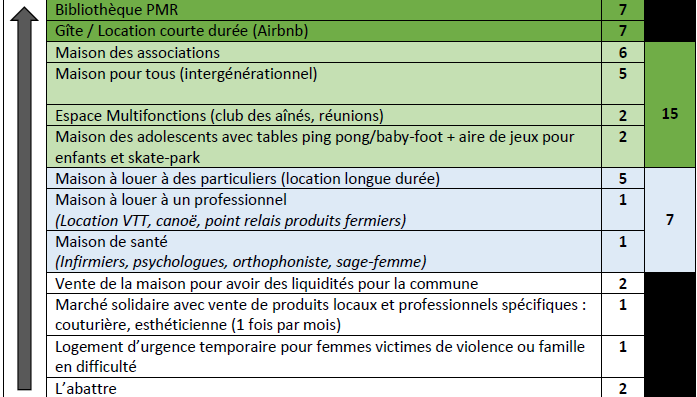 Bibliothèque PMR 7
Gîte / Location courte durée (Airbnb) 7
Maison des associations 6
Maison pour tous (intergénérationnel) 5
Espace Multifonctions (club des aînés, réunions) 2
15
Maison des adolescents avec tables ping pong/baby-foot + aire de jeux pour 2
enfants et skate-park
Maison à louer à des particuliers (location longue durée) 5
Maison à louer à un professionnel 1
(Location VTT, canoë, point relais produits fermiers)
7
Maison de santé 1
(Infirmiers, psychologues, orthophoniste, sage-femme)
Vente de la maison pour avoir des liquidités pour la commune 2
Marché solidaire avec vente de produits locaux et professionnels spécifiques : 1
couturière, esthéticienne (1 fois par mois)
Logement d’urgence temporaire pour femmes victimes de violence ou famille 1
en difficulté
L’abattre 2